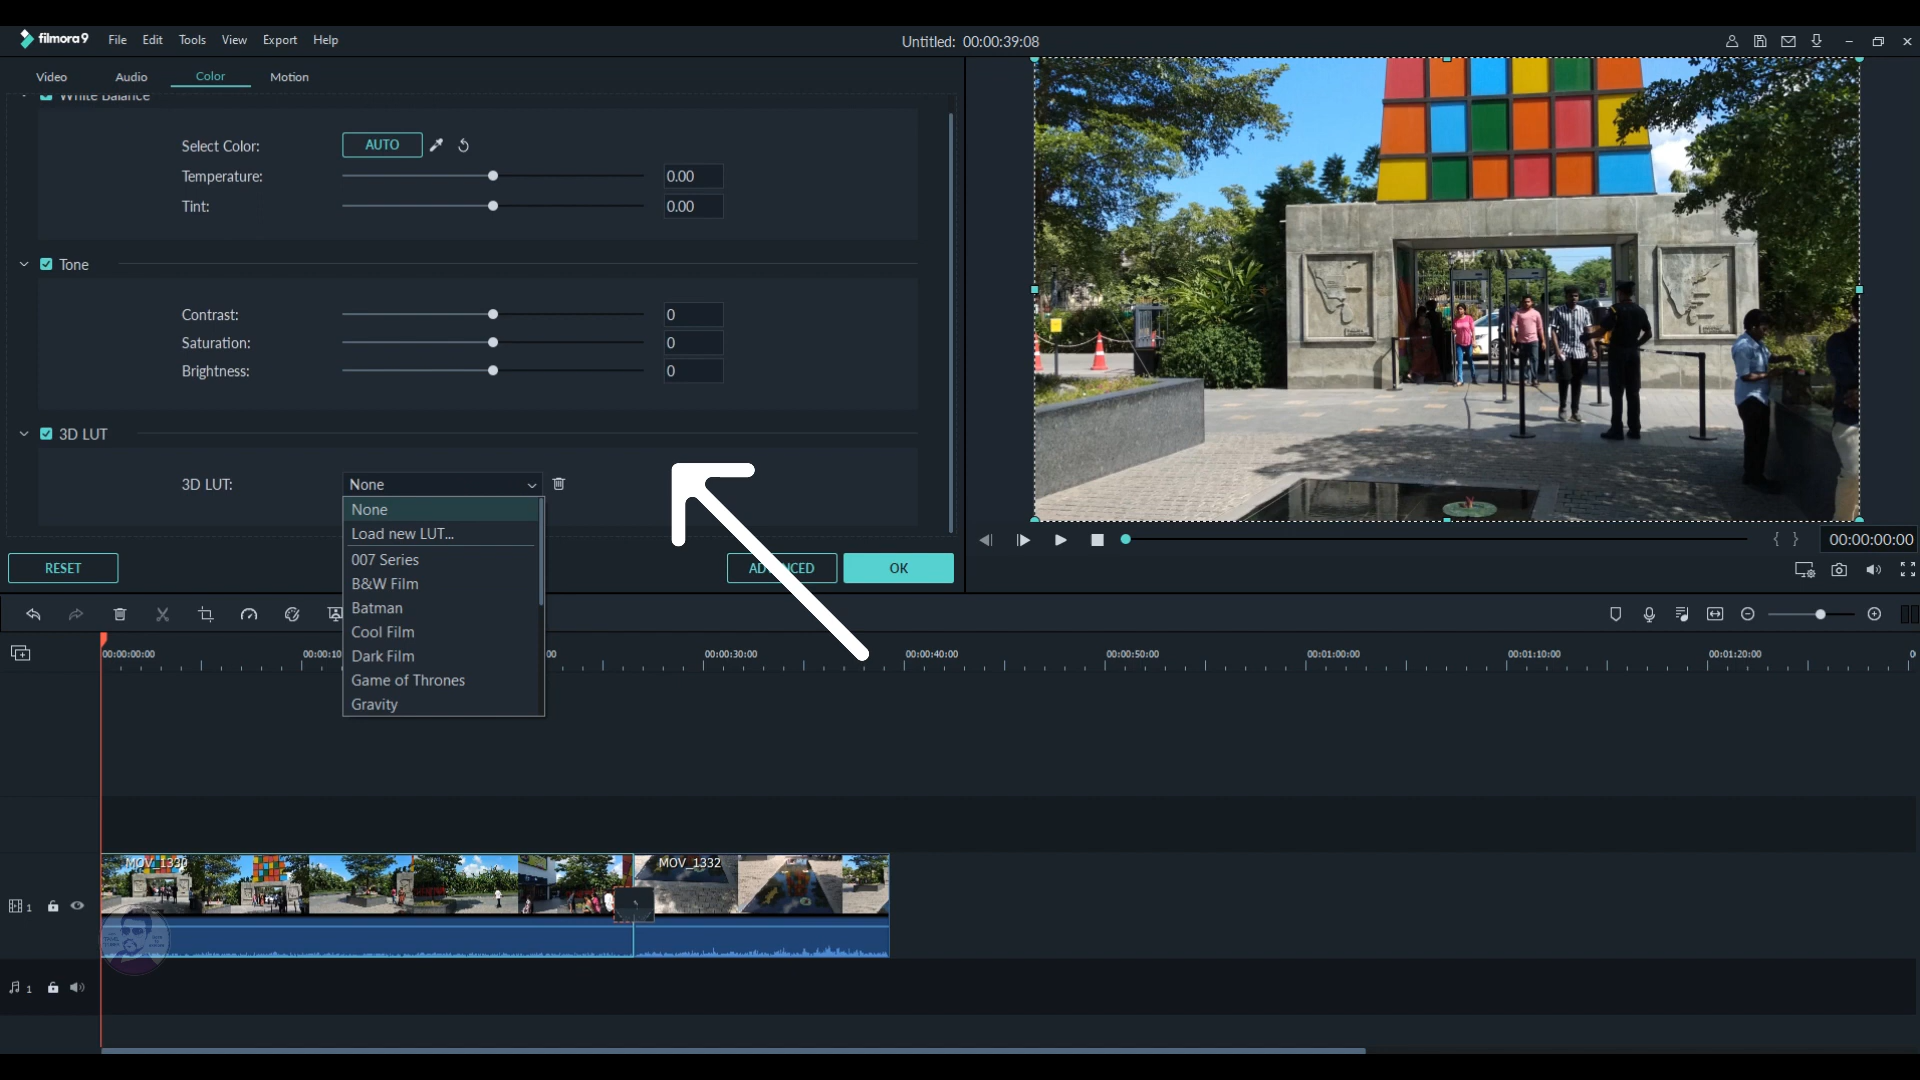 filmora9 File Edit Tools View Export Help
Untitled: 00:00:39:08
Video Audio Color Motion
White Balance
Select Color: AUTO
Temperature: 0.00
Tint: 0.00
Tone
Contrast: 0
Saturation: 0
Brightness: 0
3D LUT
3D LUT: None
None
Load new LUT...
007 Series
B&W Film
Batman
Cool Film
Dark Film
Game of Thrones
Gravity
RESET
OK
{ } 00:00:00:00
00:00:00:00 00:00:10 00 00:00:30:00 00:00:40:00 00:00:50:00 00:01:00:00 00:01:10:00 00:01:20:00 0
MOV_1330 MOV_1332
1
1